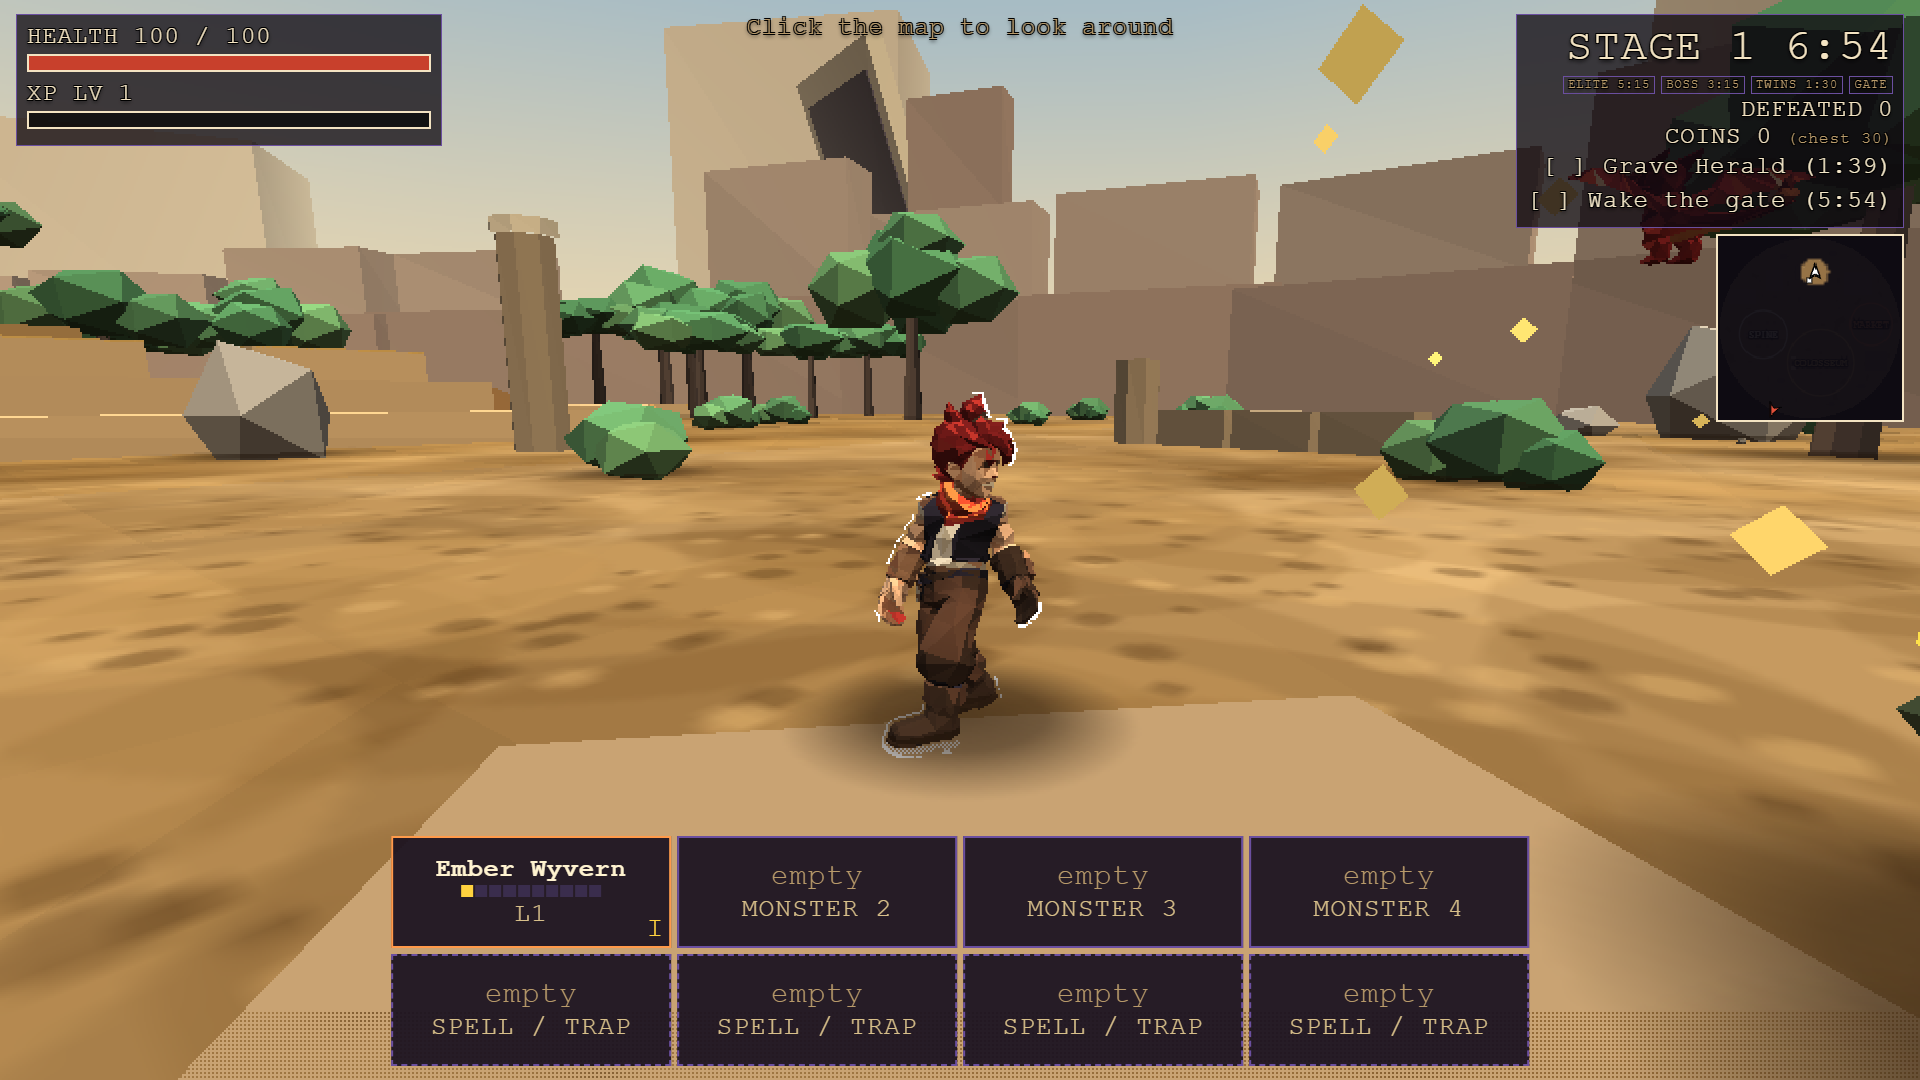 HEALTH 100 / 100
XP LV 1
Click the map to look around
STAGE 1 6:54
ELITE 5:15 BOSS 3:15 TWINS 1:30 GATE
DEFEATED 0
COINS 0 (chest 30)
[ ] Grave Herald (1:39)
[ ] Wake the gate (5:54)
Ember Wyvern
L1
I
empty
MONSTER 2
empty
MONSTER 3
empty
MONSTER 4
empty
SPELL / TRAP
empty
SPELL / TRAP
empty
SPELL / TRAP
empty
SPELL / TRAP